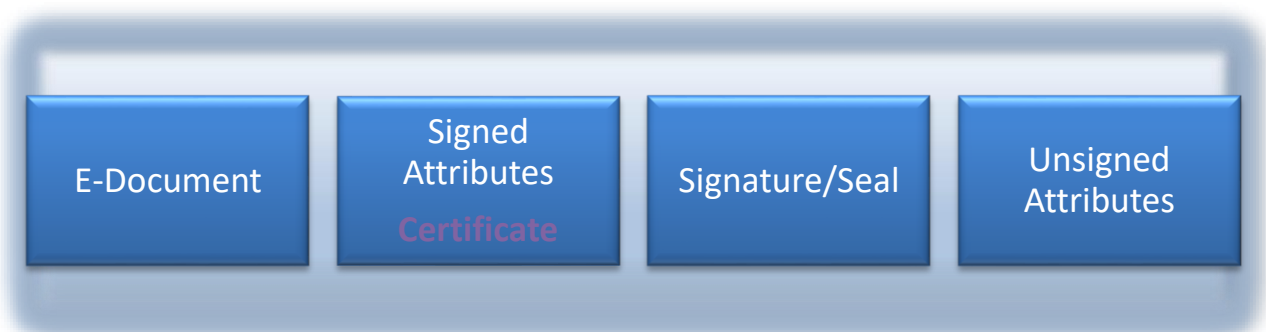 E-Document
Signed
Attributes
Certificate
Signature/Seal
Unsigned
Attributes